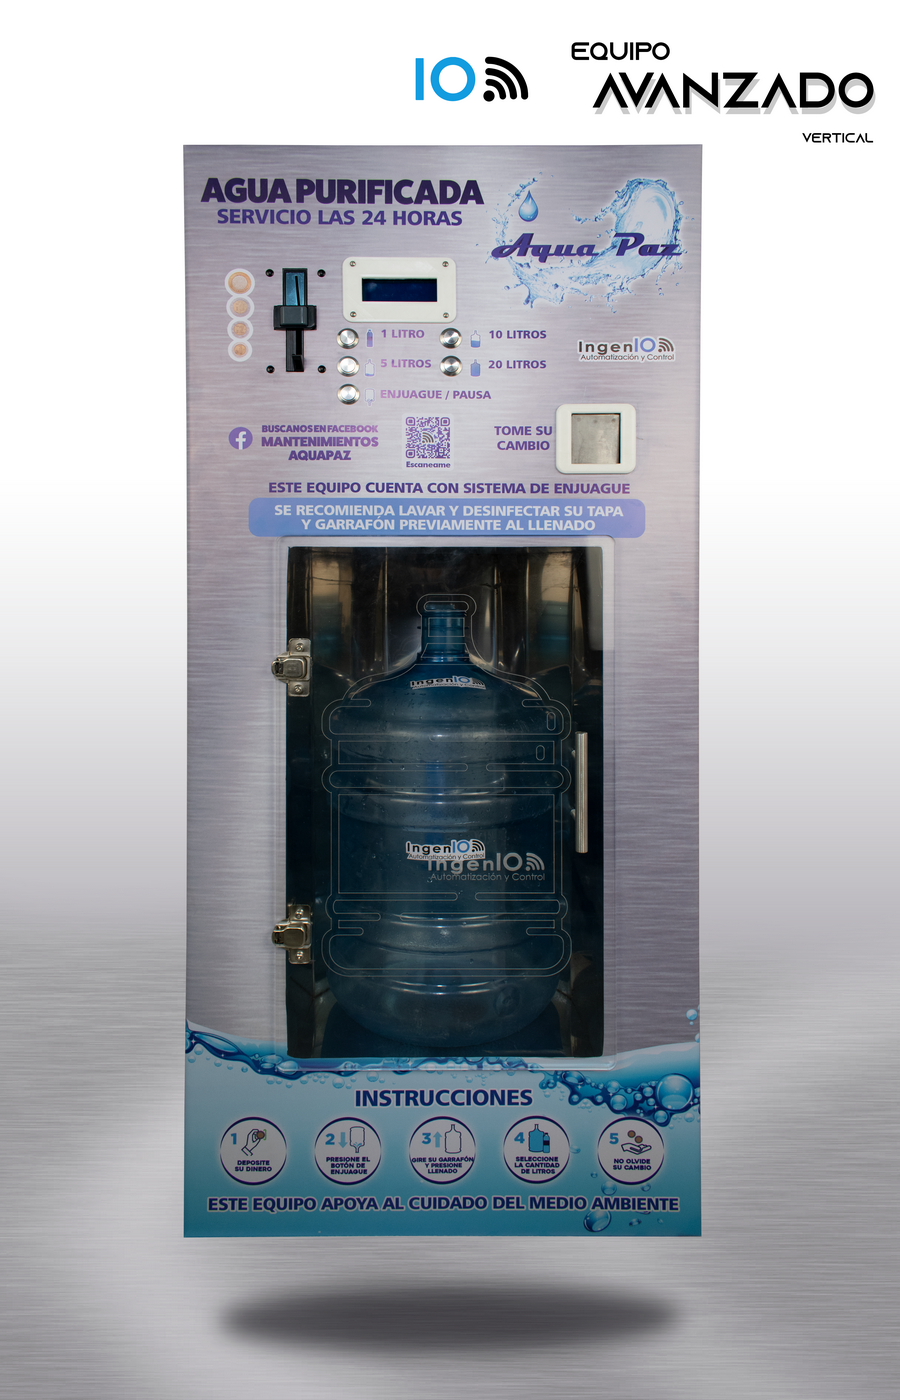 IO
EQUIPO
AVANZADO
VERTICAL
AGUA PURIFICADA
SERVICIO LAS 24 HORAS
Aqua Paz
1 LITRO
10 LITROS
5 LITROS
20 LITROS
ENJUAGUE / PAUSA
IngenIO
Automatización y Control
BUSCANOS EN FACEBOOK
MANTENIMIENTOS
AQUAPAZ
Escaneame
TOME SU
CAMBIO
ESTE EQUIPO CUENTA CON SISTEMA DE ENJUAGUE
SE RECOMIENDA LAVAR Y DESINFECTAR SU TAPA
Y GARRAFÓN PREVIAMENTE AL LLENADO
IngenIO
Automatización y Control
IngenIO
Automatización y Control
IngenIO
Automatización y Control
INSTRUCCIONES
1
DEPOSITE
SU DINERO
2
PRESIONE EL
BOTÓN DE
ENJUAGUE
3
GIRE SU GARRAFÓN
Y PRESIONE
LLENADO
4
SELECCIONE
LA CANTIDAD
DE LITROS
5
NO OLVIDE
SU CAMBIO
ESTE EQUIPO APOYA AL CUIDADO DEL MEDIO AMBIENTE